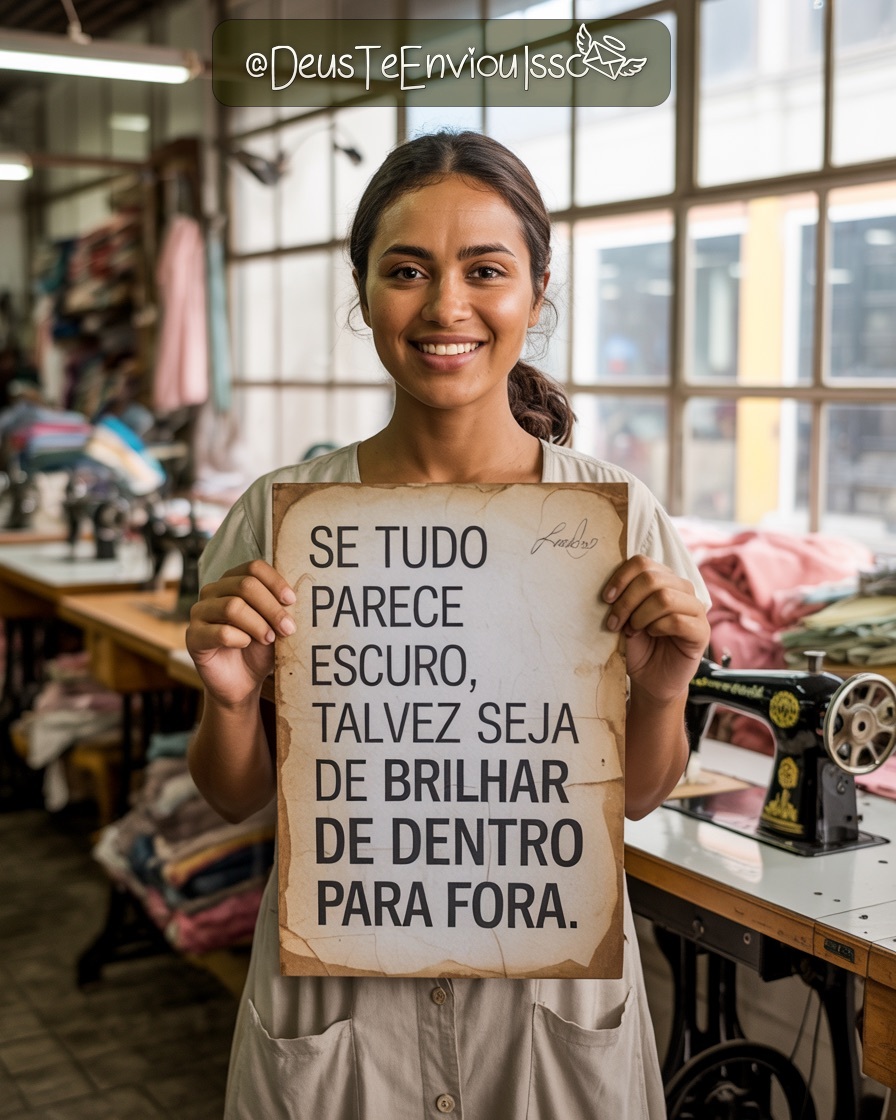 @DeusTeEnviouIsso
SE TUDO
PARECE
ESCURO,
TALVEZ SEJA
DE BRILHAR
DE DENTRO
PARA FORA.